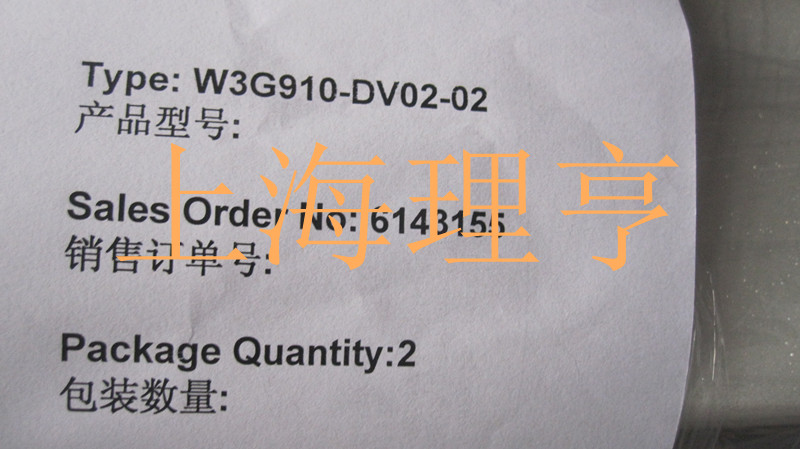 Type: W3G910-DV02-02
产品型号:
上海理亨
Sales Order No: 6143155
销售订单号:
Package Quantity:2
包装数量: